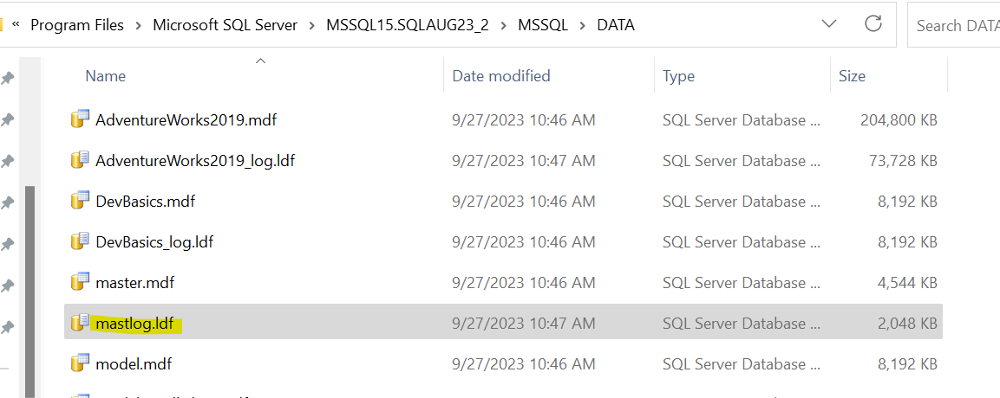 « Program Files > Microsoft SQL Server > MSSQL15.SQLAUG23_2 > MSSQL > DATA Search DATA
Name Date modified Type Size
AdventureWorks2019.mdf 9/27/2023 10:46 AM SQL Server Database ... 204,800 KB
AdventureWorks2019_log.ldf 9/27/2023 10:47 AM SQL Server Database ... 73,728 KB
DevBasics.mdf 9/27/2023 10:46 AM SQL Server Database ... 8,192 KB
DevBasics_log.ldf 9/27/2023 10:46 AM SQL Server Database ... 8,192 KB
master.mdf 9/27/2023 10:46 AM SQL Server Database ... 4,544 KB
mastlog.ldf 9/27/2023 10:47 AM SQL Server Database ... 2,048 KB
model.mdf 9/27/2023 10:46 AM SQL Server Database ... 8,192 KB